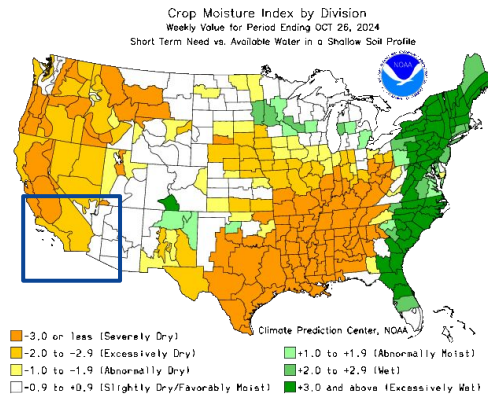 Crop Moisture Index by Division
Weekly Value for Period Ending OCT 26, 2024
Short Term Need vs. Available Water in a Shallow Soil Profile
NOAA
Climate Prediction Center, NOAA
-3.0 or less (Severely Dry)
-2.0 to -2.9 (Excessively Dry)
-1.0 to -1.9 (Abnormally Dry)
-0.9 to +0.9 (Slightly Dry/Favorably Moist)
+1.0 to +1.9 (Abnormally Moist)
+2.0 to +2.9 (Wet)
+3.0 and above (Excessively Wet)